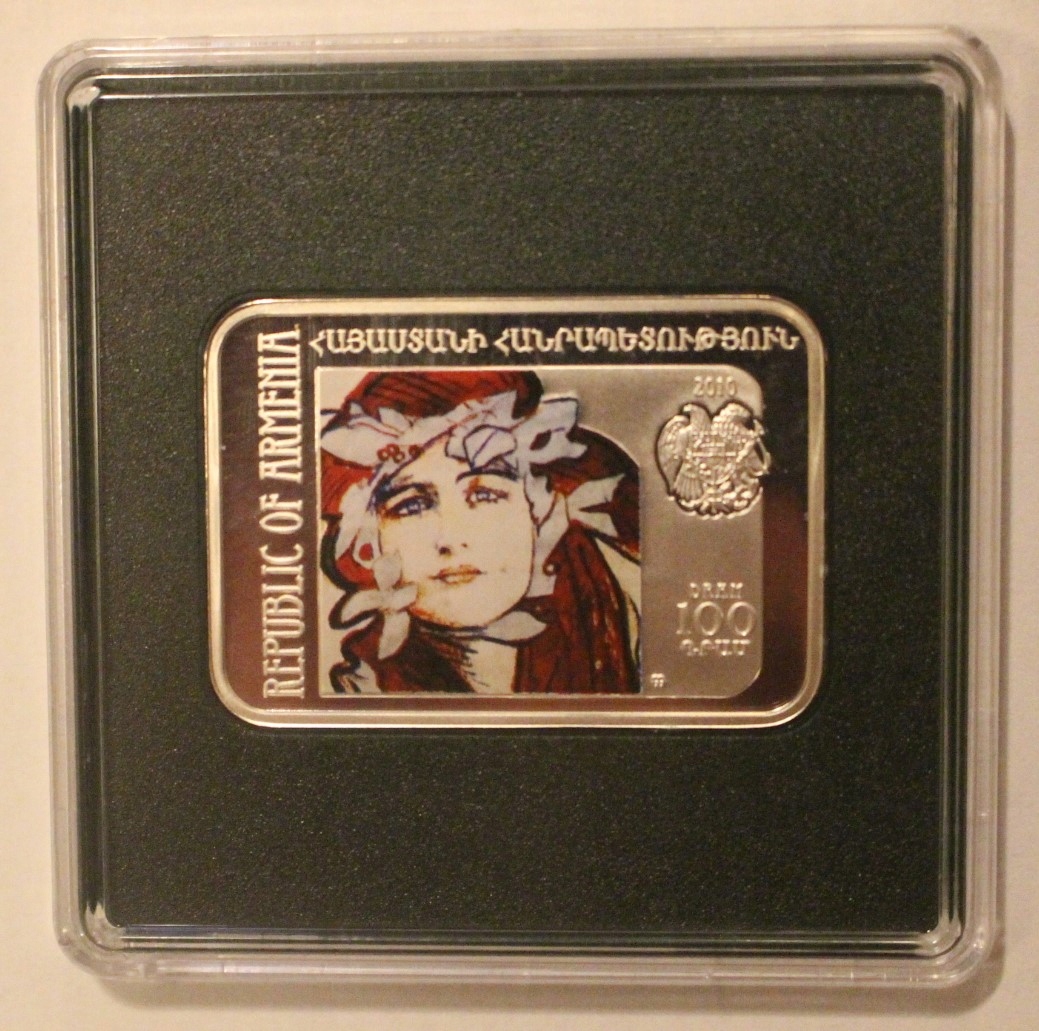 REPUBLIC OF ARMENIA
ՀԱՅԱՍՏԱՆԻ ՀԱՆՐԱՊԵՏՈՒԹՅՈՒՆ
2010
DRAM
100
ԴՐԱՄ